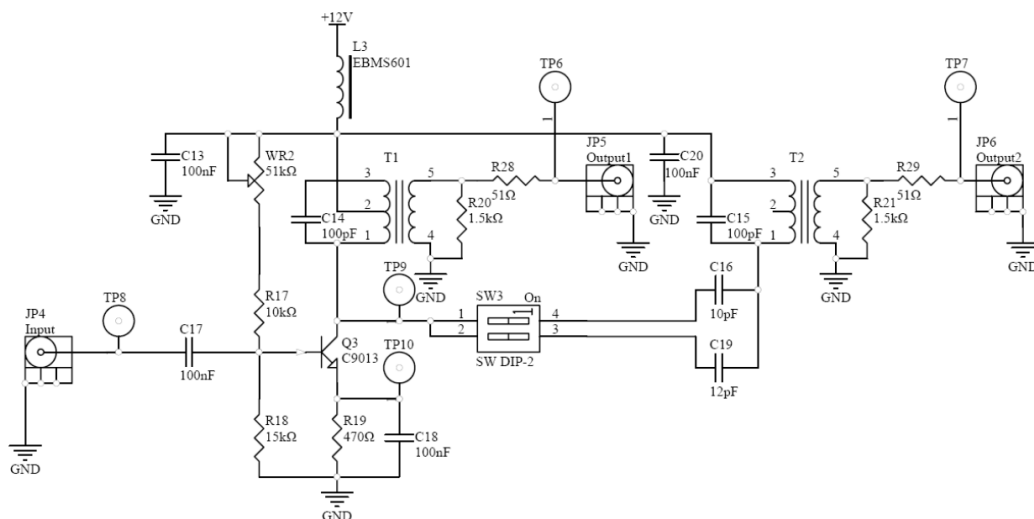 +12V
L3
EBMS601
TP6
TP7
1
1
C13
100nF
WR2
51kΩ
T1
JP5
Output1
C20
100nF
T2
JP6
Output2
3
5
R28
51Ω
3
5
R29
51Ω
2
C14
100pF
R20
1.5kΩ
2
C15
100pF
R21
1.5kΩ
GND
1
4
GND
1
4
GND
GND
GND
GND
GND
TP9
C16
10pF
TP8
R17
10kΩ
SW3
On
1
4
2
3
SW DIP-2
JP4
Input
C17
100nF
Q3
C9013
TP10
C19
12pF
R18
15kΩ
R19
470Ω
C18
100nF
GND
GND